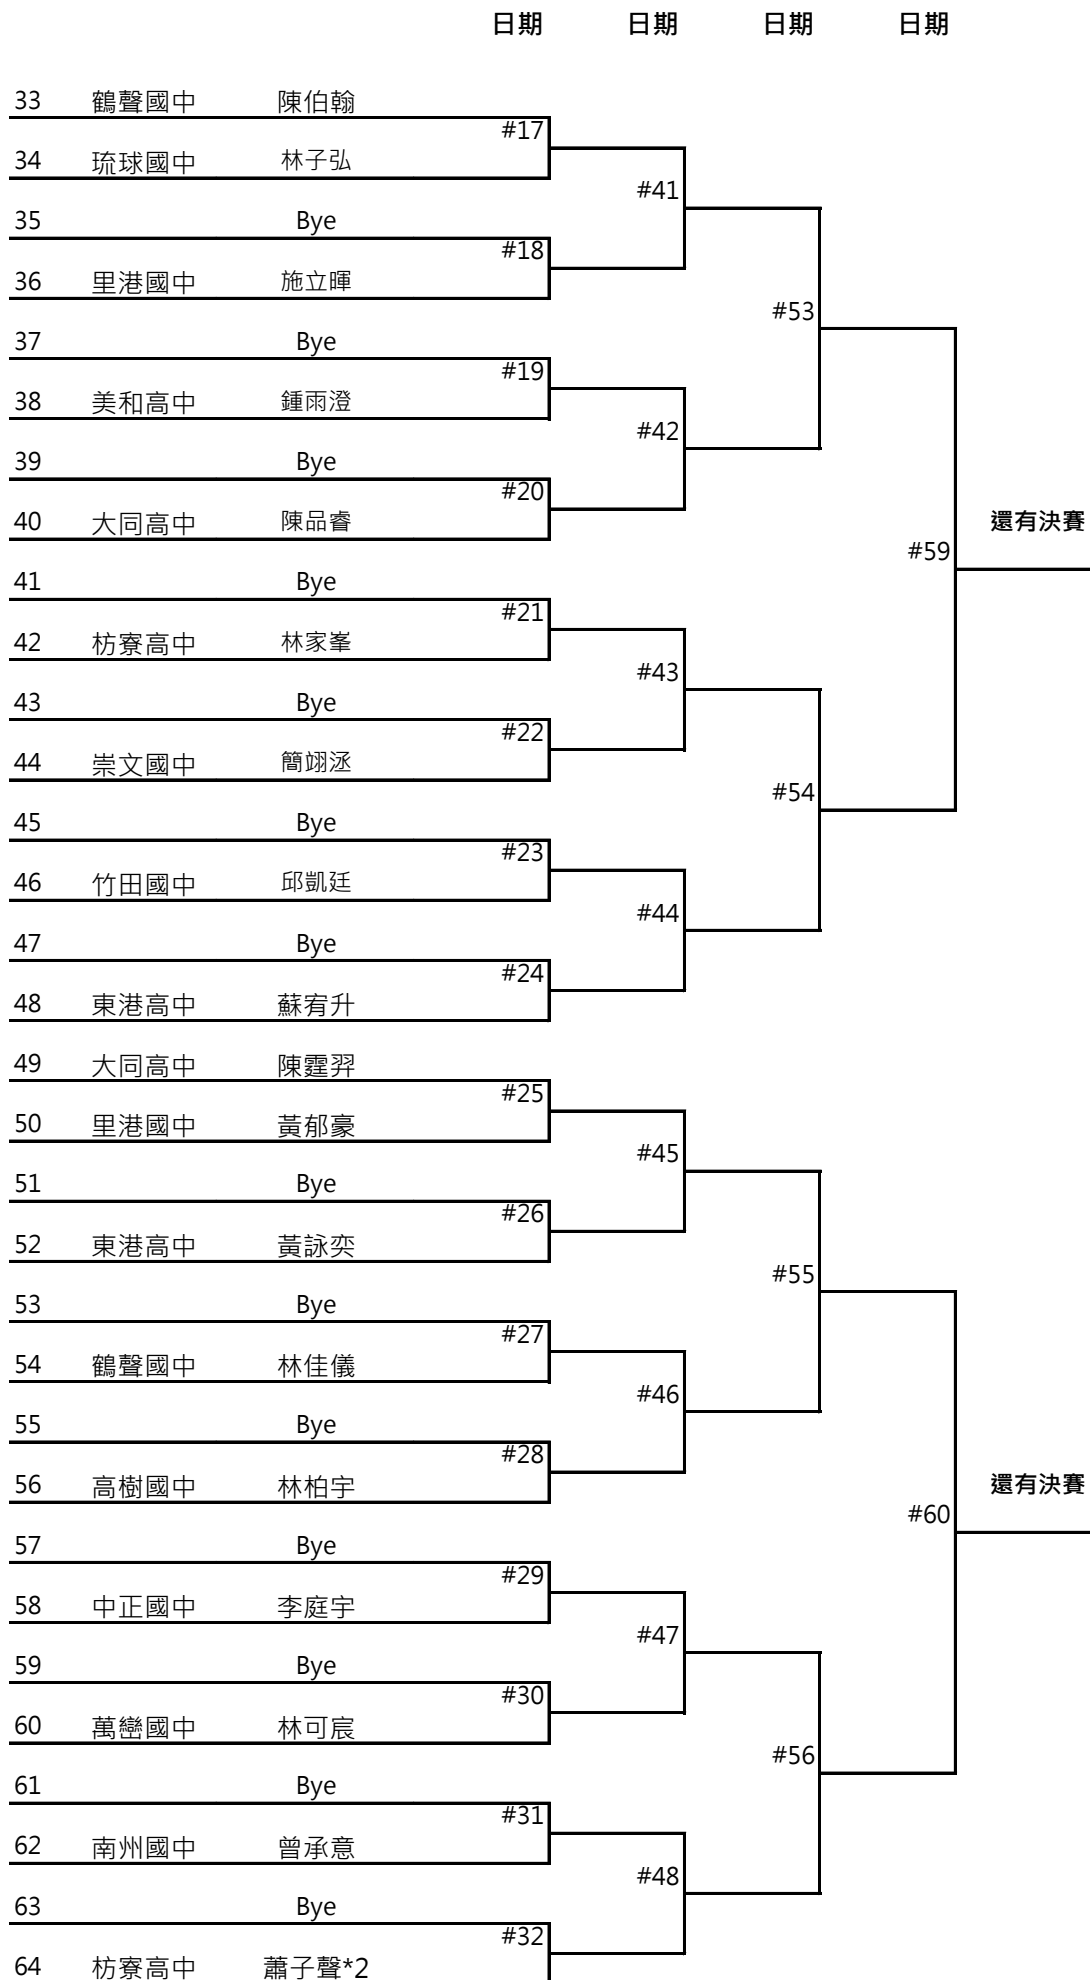 日期 日期 日期 日期
33 鶴聲國中 陳伯翰
#17
34 琉球國中 林子弘
#41
35 Bye
#18
36 里港國中 施立暉
#53
37 Bye
#19
38 美和高中 鍾雨澄
#42
39 Bye
#20
40 大同高中 陳品睿
還有決賽
#59
41 Bye
#21
42 枋寮高中 林家峯
#43
43 Bye
#22
44 崇文國中 簡翊洆
#54
45 Bye
#23
46 竹田國中 邱凱廷
#44
47 Bye
#24
48 東港高中 蘇宥升
49 大同高中 陳霆羿
#25
50 里港國中 黃郁豪
#45
51 Bye
#26
52 東港高中 黃詠奕
#55
53 Bye
#27
54 鶴聲國中 林佳儀
#46
55 Bye
#28
56 高樹國中 林柏宇
還有決賽
#60
57 Bye
#29
58 中正國中 李庭宇
#47
59 Bye
#30
60 萬巒國中 林可宸
#56
61 Bye
#31
62 南州國中 曾承意
#48
63 Bye
#32
64 枋寮高中 蕭子聲*2